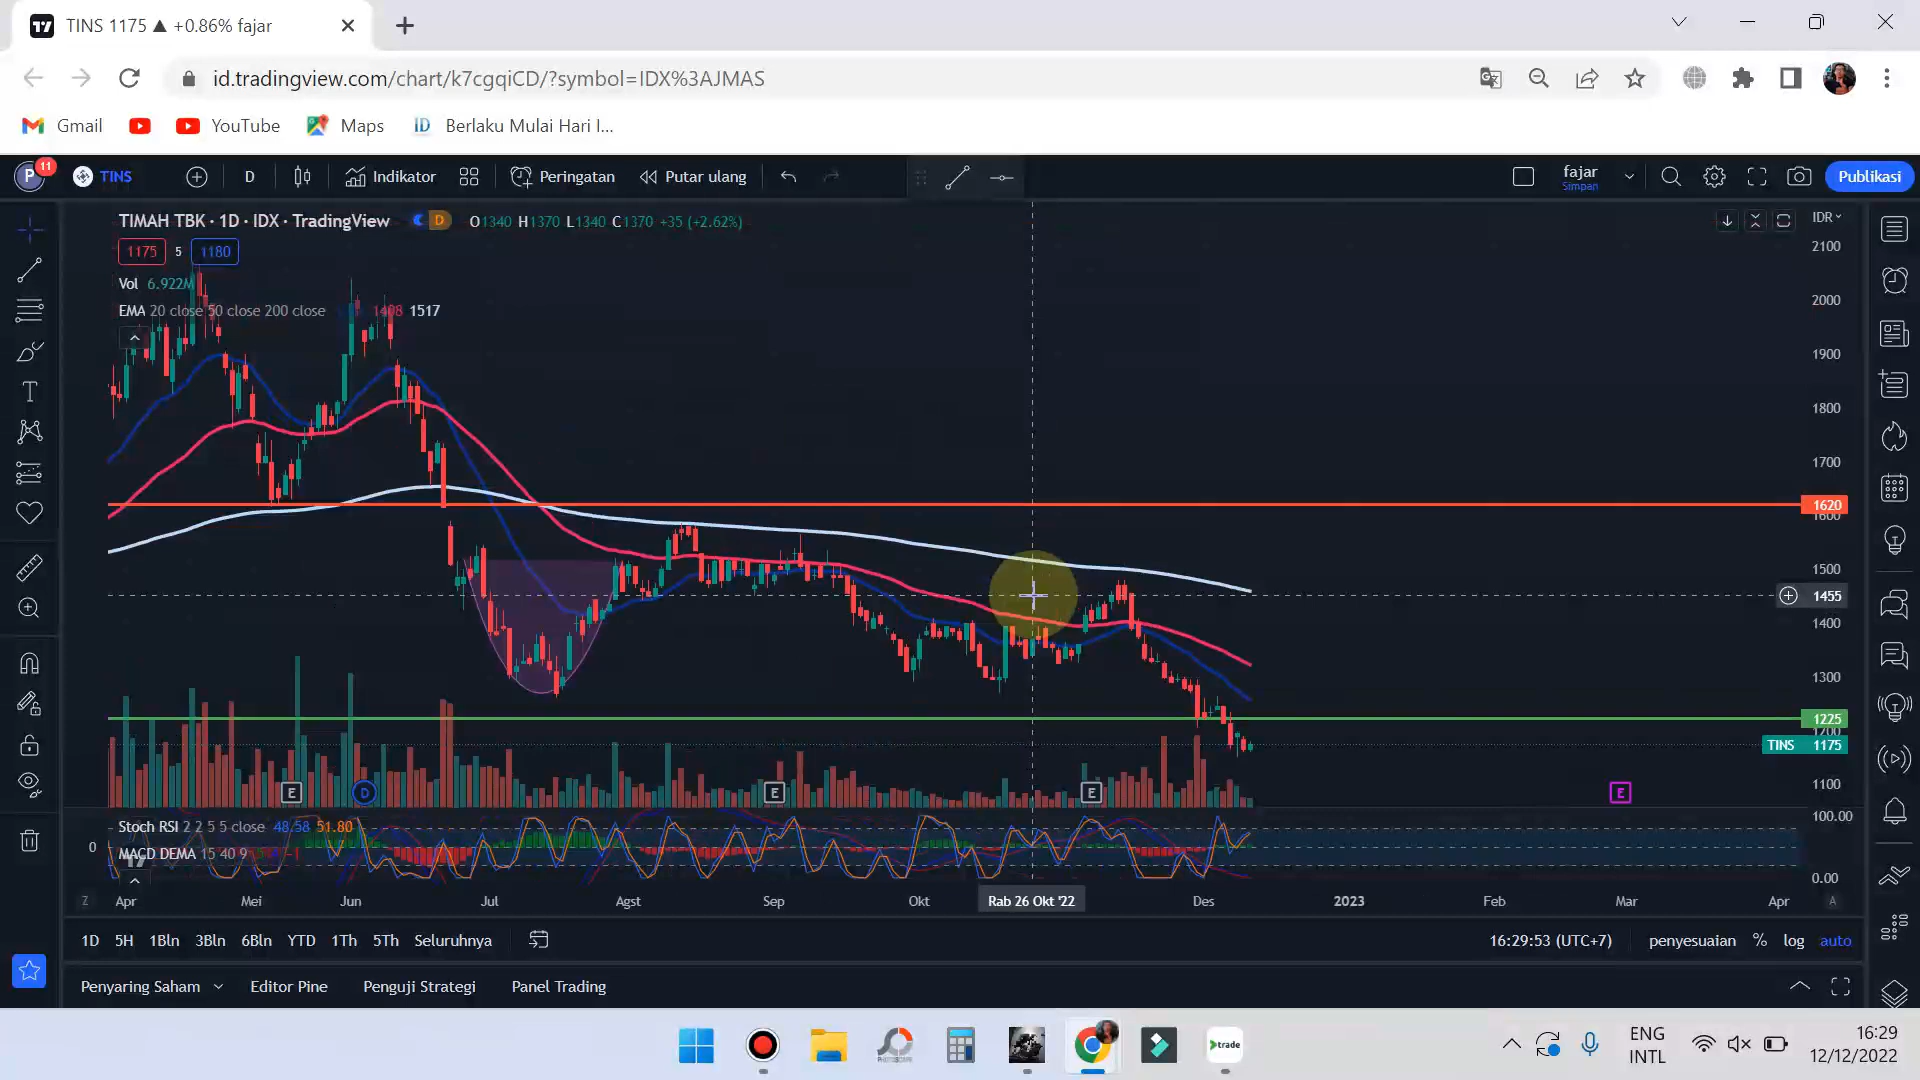 TINS 1175 ▲ +0.86% fajar
id.tradingview.com/chart/k7cgqiCD/?symbol=IDX%3AJMAS
Gmail
YouTube
Maps
ID
Berlaku Mulai Hari I...
P
11
TINS
D
Indikator
Peringatan
Putar ulang
fajar
Simpan
Publikasi
TIMAH TBK · 1D · IDX · TradingView
D
O1340 H1370 L1340 C1370 +35 (+2.62%)
IDR
1175
5
1180
Vol 6.922M
EMA 20 close 50 close 200 close
1408
1517
2100
2000
1900
1800
1700
1620
1600
1500
1455
1400
1300
1225
1200
TINS 1175
1100
E
D
E
E
E
Stoch RSI 2 2 5 5 close 48.58 51.80
MACD DEMA 15 40 9
100.00
0
0.00
Z
Apr
Mei
Jun
Jul
Agst
Sep
Okt
Rab 26 Okt '22
Des
2023
Feb
Mar
Apr
A
1D
5H
1Bln
3Bln
6Bln
YTD
1Th
5Th
Seluruhnya
16:29:53 (UTC+7)
penyesuaian
%
log
auto
Penyaring Saham
Editor Pine
Penguji Strategi
Panel Trading
trade
ENG
INTL
16:29
12/12/2022